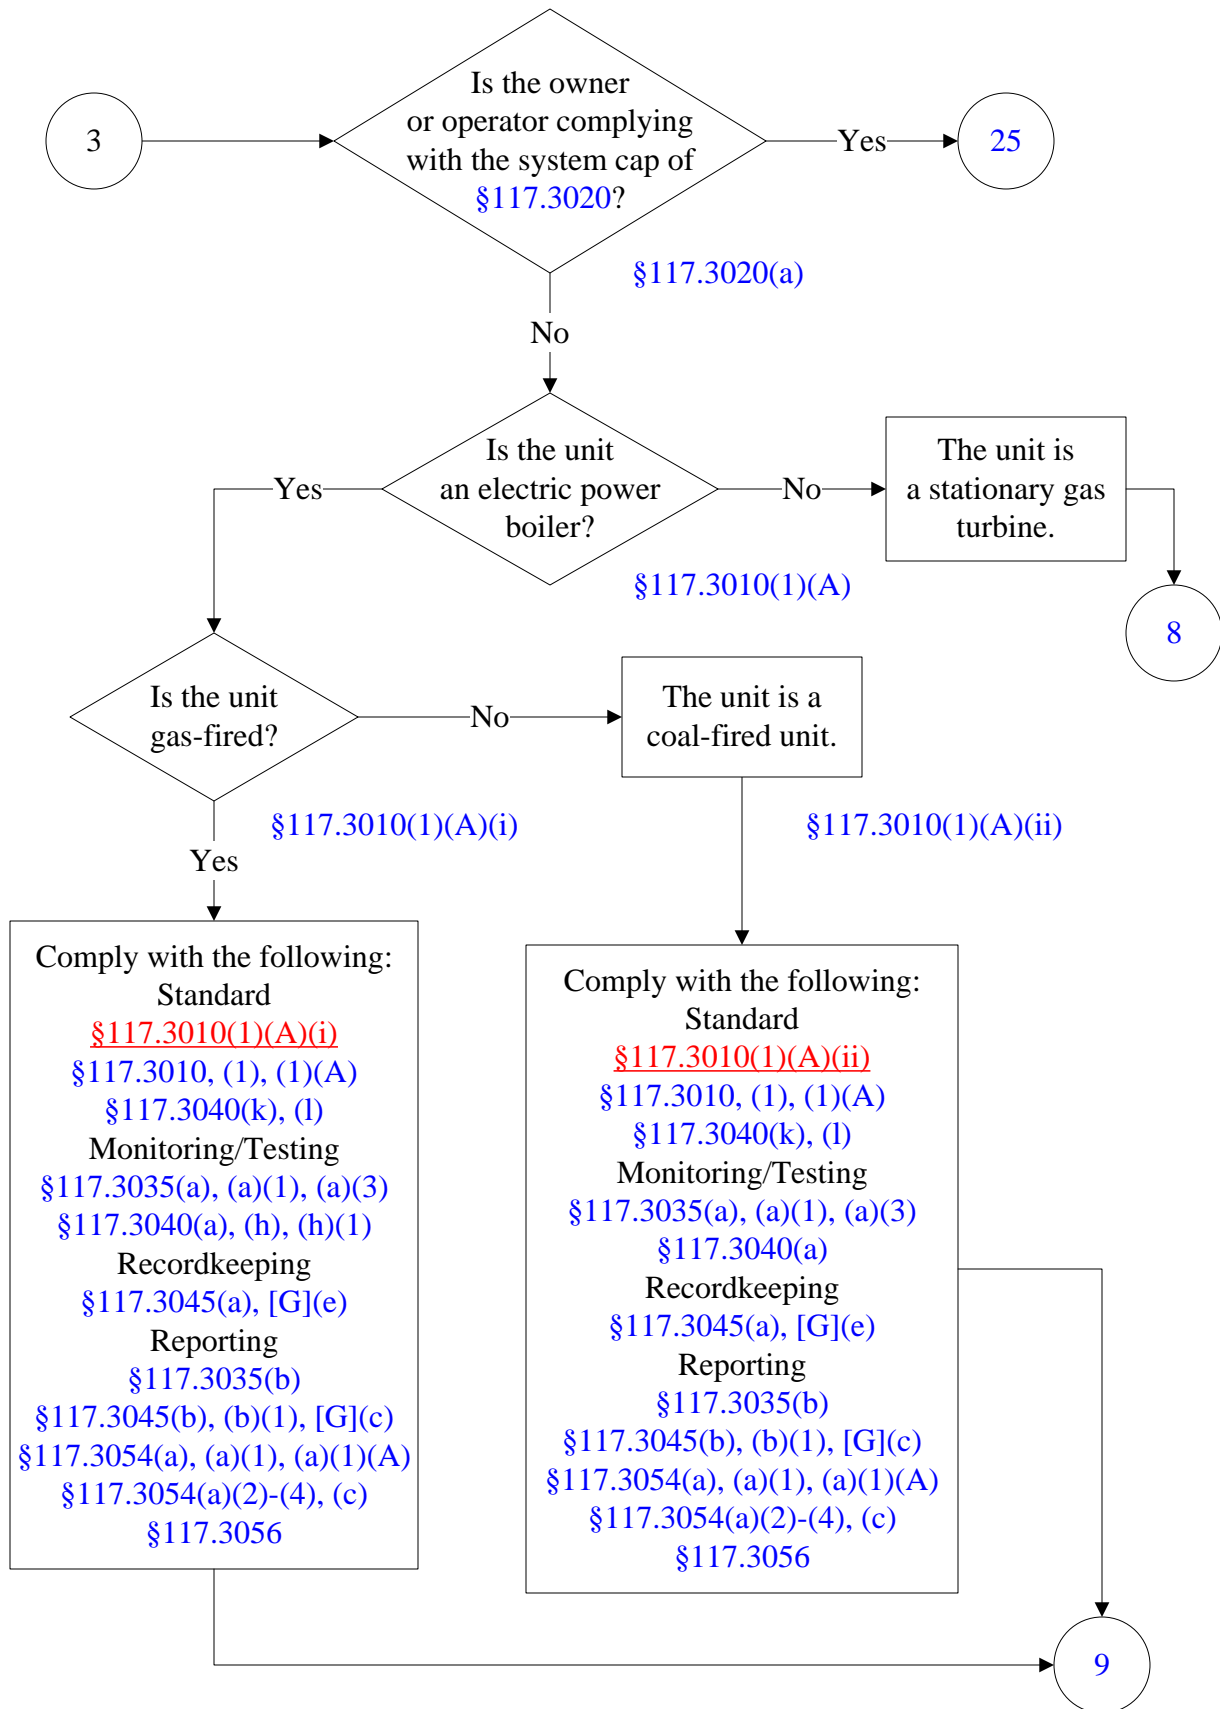 Is the owner
or operator complying
with the system cap of
§117.3020?
3
Yes
25
§117.3020(a)
No
Is the unit
an electric power
boiler?
Yes
No
The unit is
a stationary gas
turbine.
§117.3010(1)(A)
8
Is the unit
gas-fired?
No
The unit is a
coal-fired unit.
§117.3010(1)(A)(i)
§117.3010(1)(A)(ii)
Yes
Comply with the following:
Standard
§117.3010(1)(A)(i)
§117.3010, (1), (1)(A)
§117.3040(k), (l)
Monitoring/Testing
§117.3035(a), (a)(1), (a)(3)
§117.3040(a), (h), (h)(1)
Recordkeeping
§117.3045(a), [G](e)
Reporting
§117.3035(b)
§117.3045(b), (b)(1), [G](c)
§117.3054(a), (a)(1), (a)(1)(A)
§117.3054(a)(2)-(4), (c)
§117.3056
Comply with the following:
Standard
§117.3010(1)(A)(ii)
§117.3010, (1), (1)(A)
§117.3040(k), (l)
Monitoring/Testing
§117.3035(a), (a)(1), (a)(3)
§117.3040(a)
Recordkeeping
§117.3045(a), [G](e)
Reporting
§117.3035(b)
§117.3045(b), (b)(1), [G](c)
§117.3054(a), (a)(1), (a)(1)(A)
§117.3054(a)(2)-(4), (c)
§117.3056
9